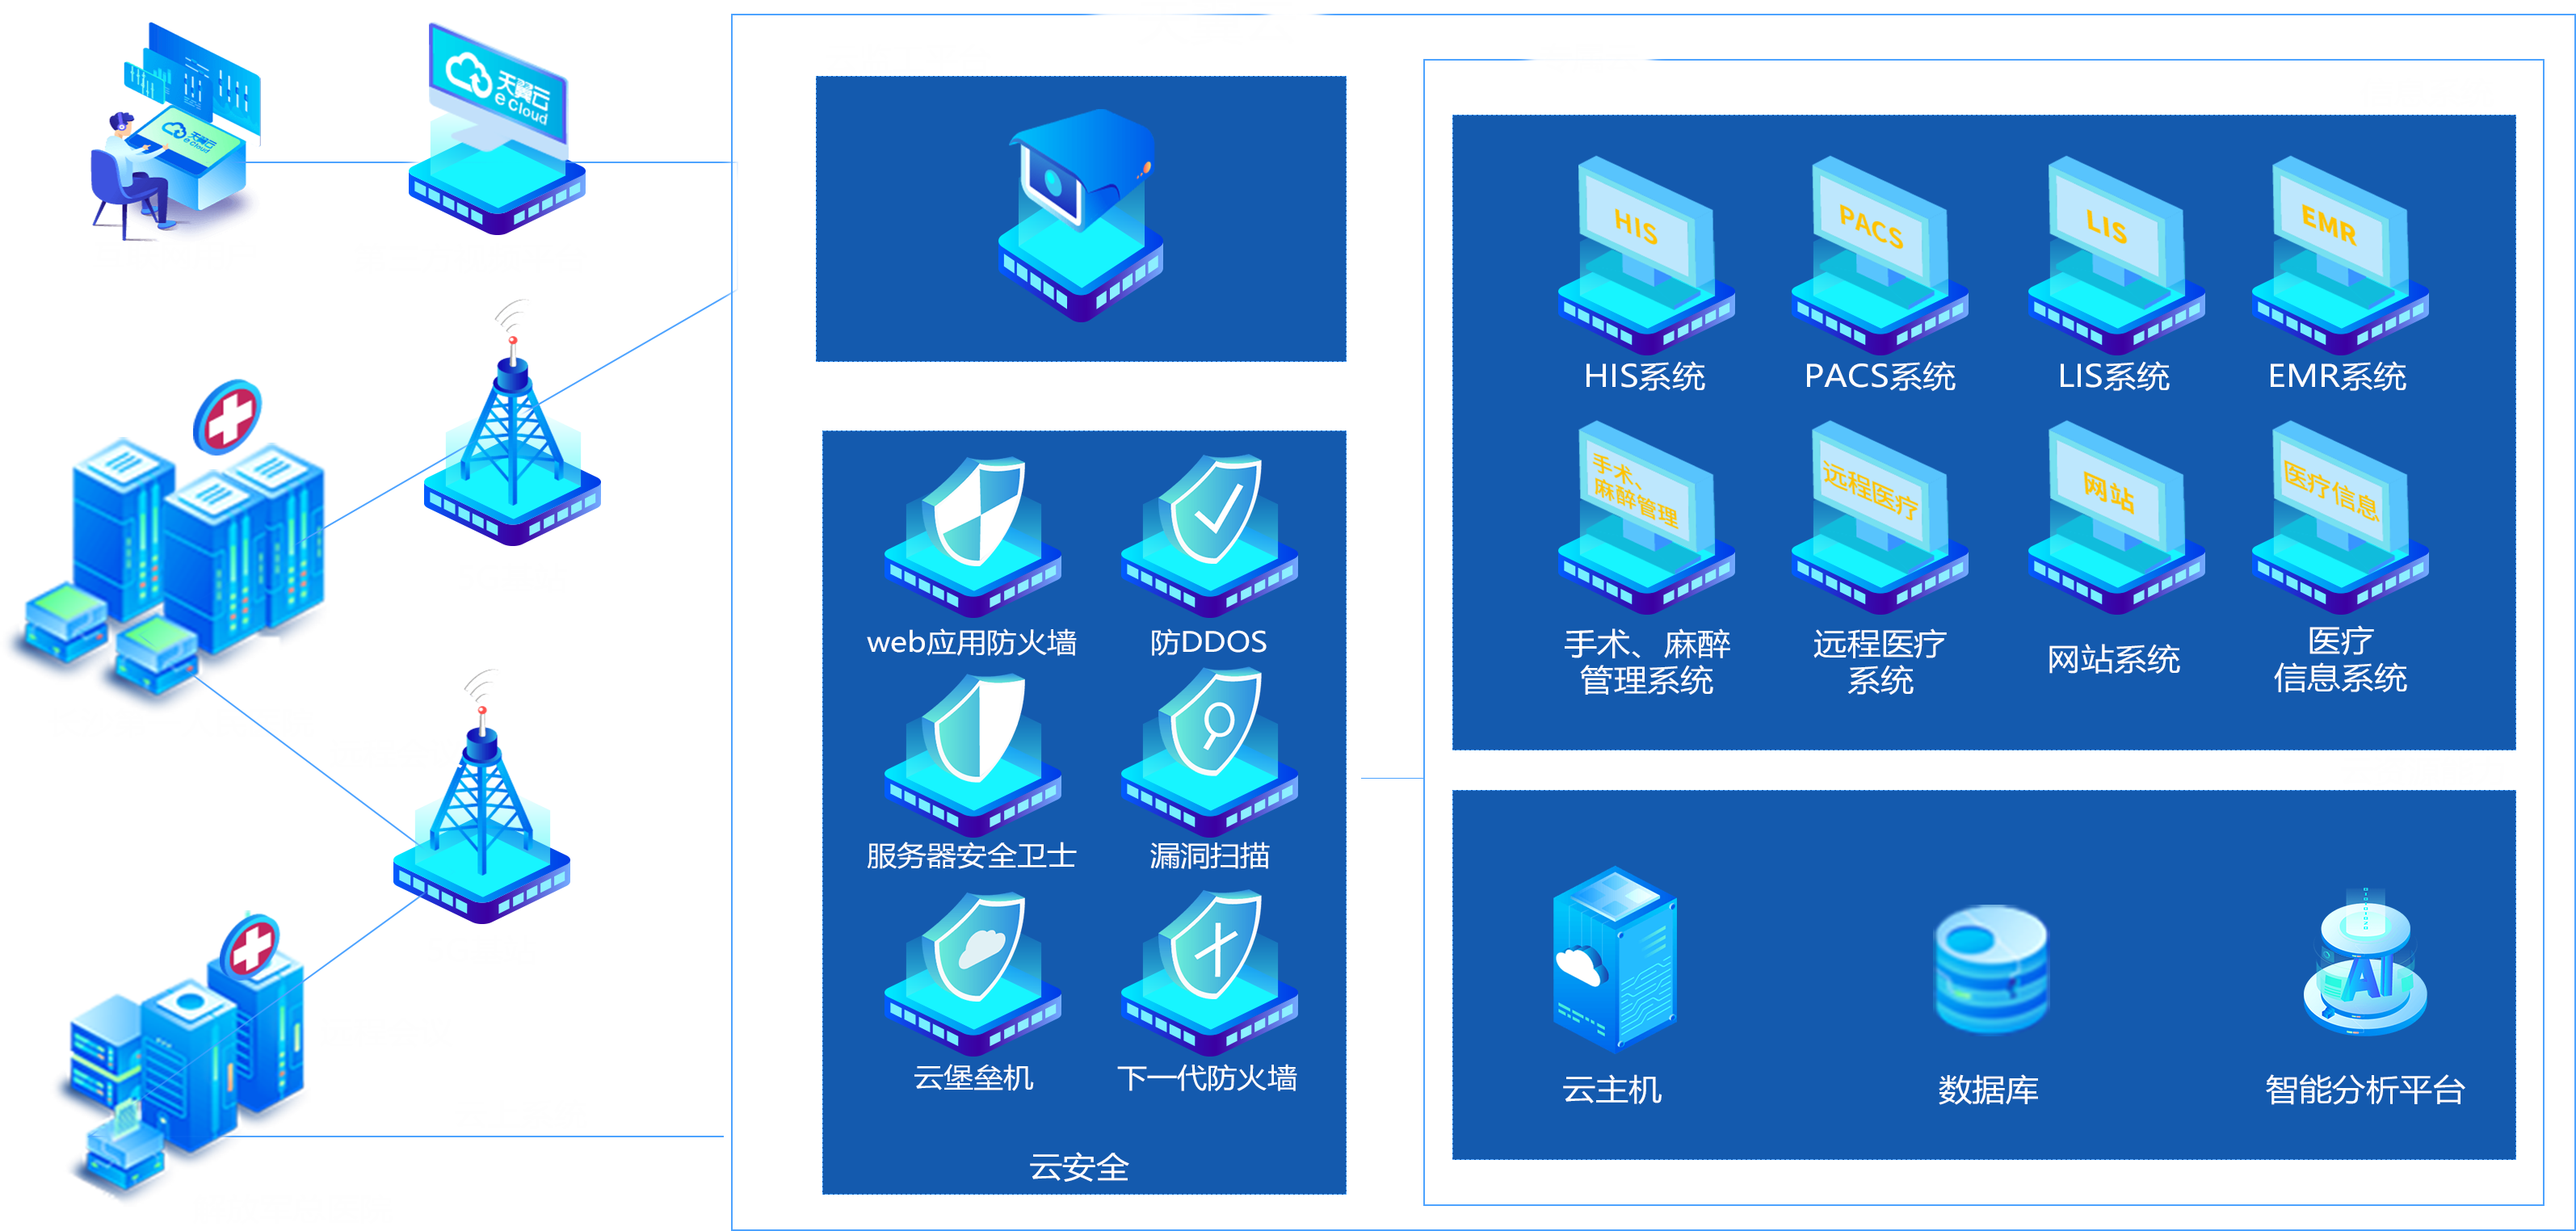 天翼云
e Cloud
天翼云
e Cloud
HIS
PACS
LIS
EMR
HIS系统
PACS系统
LIS系统
EMR系统
手术、
麻醉管理
远程医疗
网站
医疗信息
手术、麻醉
管理系统
远程医疗
系统
网站系统
医疗
信息系统
web应用防火墙
防DDOS
服务器安全卫士
漏洞扫描
云堡垒机
下一代防火墙
云安全
AI
云主机
数据库
智能分析平台